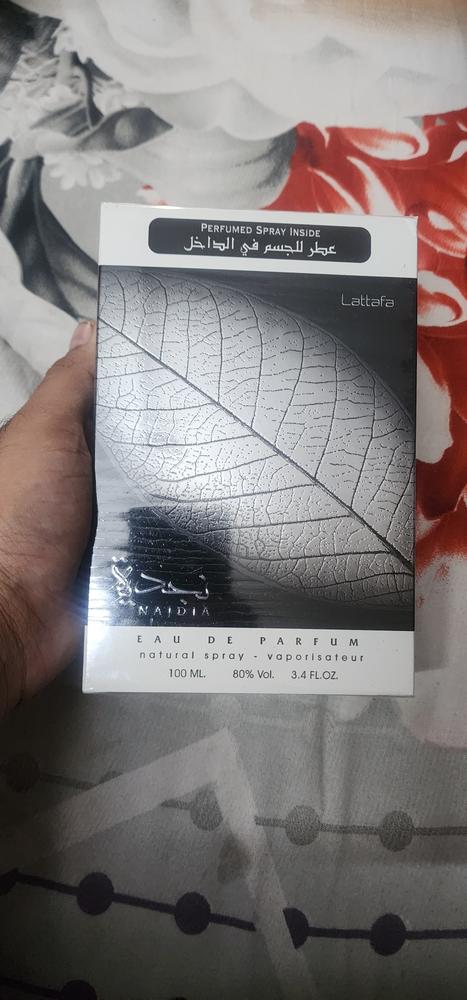 PERFUMED SPRAY INSIDE
عطر للجسم في الداخل
Lattafa
نجدية
NAJDIA
EAU DE PARFUM
natural spray - vaporisateur
100 ML. 80% Vol. 3.4 FL.OZ.